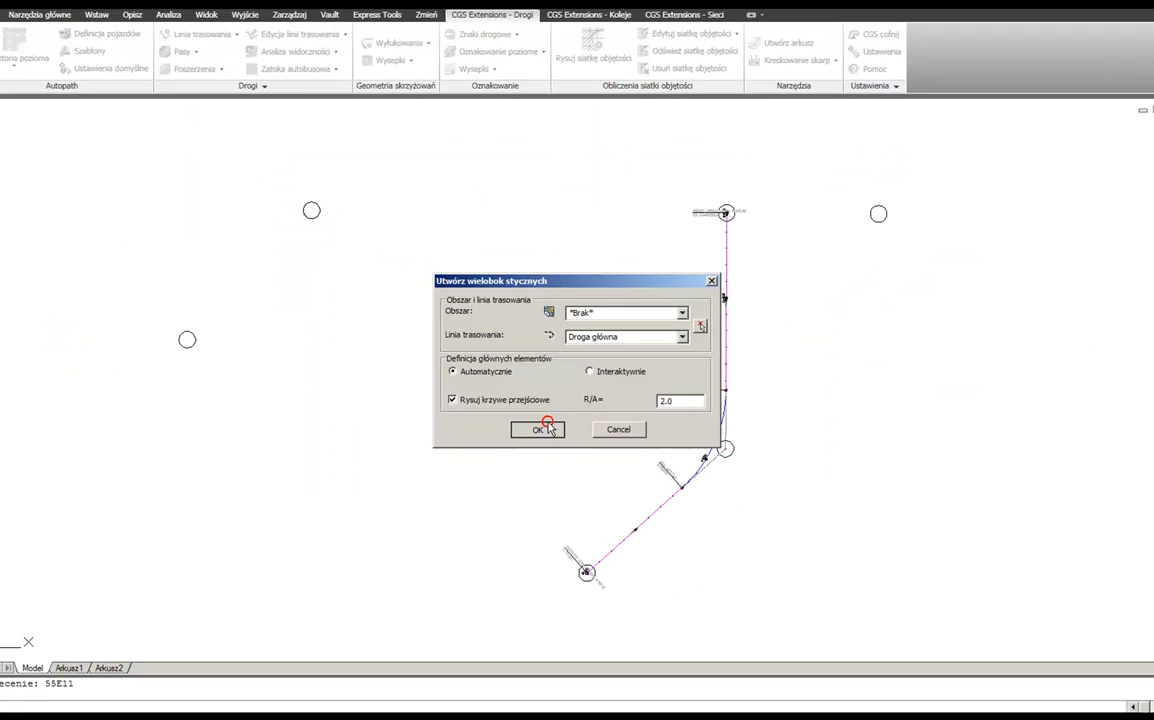 Narzędzia główne Wstaw Opisz Analiza Widok Wyjście Zarządzaj Vault Express Tools Zmień CGS Extensions - Drogi CGS Extensions - Koleje CGS Extensions - Sieci
Definicja pojazdów Linia trasowania Edycja linii trasowania Wyłukowania Znaki drogowe Rysuj siatkę objętości Edytuj siatkę objętości Utwórz arkusz CGS cofnij
toria pozioma Szablony Pasy Analiza widoczności Wysepki Oznakowanie poziome Odśwież siatkę objętości Kreskowanie skarp Ustawienia
Ustawienia domyślne Poszerzenia Zatoka autobusowa Wysepki Usuń siatkę objętości Pomoc
Autopath Drogi Geometria skrzyżowań Oznakowanie Obliczenia siatki objętości Narzędzia Ustawienia
Utwórz wielobok stycznych
Obszar i linia trasowania
Obszar: *Brak*
Linia trasowania: Droga główna
Definicja głównych elementów
Automatycznie Interaktywnie
Rysuj krzywe przejściowe R/A= 2.0
OK Cancel
X
Model Arkusz1 Arkusz2
ecenie: 55E11